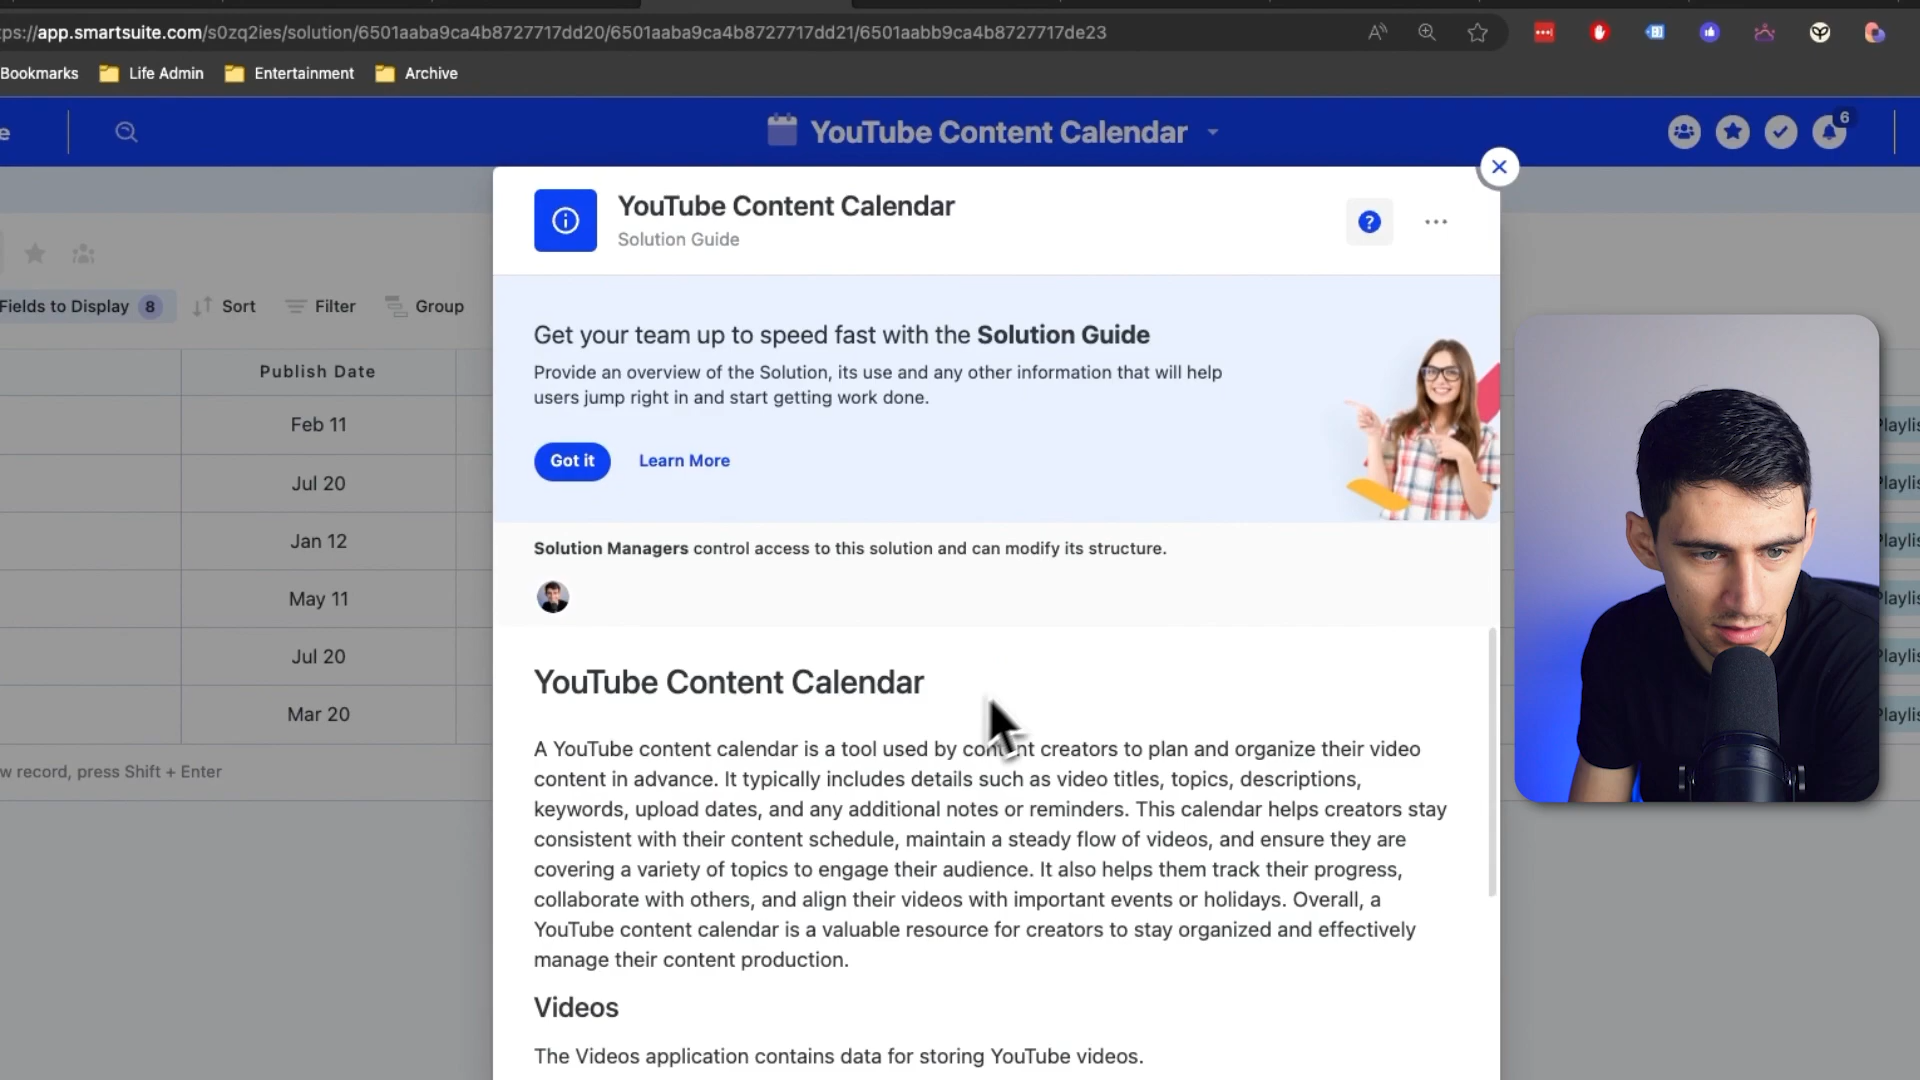 ps://app.smartsuite.com/s0zq2ies/solution/6501aaba9ca4b8727717dd20/6501aaba9ca4b8727717dd21/6501aabb9ca4b8727717de23
Bookmarks Life Admin Entertainment Archive
e YouTube Content Calendar 6
YouTube Content Calendar
Solution Guide
Fields to Display 8 Sort Filter Group
Get your team up to speed fast with the Solution Guide
Provide an overview of the Solution, its use and any other information that will help
users jump right in and start getting work done.
Got it Learn More
Publish Date
Feb 11
Jul 20
Jan 12
May 11
Jul 20
Mar 20
w record, press Shift + Enter
Solution Managers control access to this solution and can modify its structure.
YouTube Content Calendar
A YouTube content calendar is a tool used by content creators to plan and organize their video
content in advance. It typically includes details such as video titles, topics, descriptions,
keywords, upload dates, and any additional notes or reminders. This calendar helps creators stay
consistent with their content schedule, maintain a steady flow of videos, and ensure they are
covering a variety of topics to engage their audience. It also helps them track their progress,
collaborate with others, and align their videos with important events or holidays. Overall, a
YouTube content calendar is a valuable resource for creators to stay organized and effectively
manage their content production.
Videos
The Videos application contains data for storing YouTube videos.
Playlis
Playlis
Playlis
Playlis
Playlis
Playlis